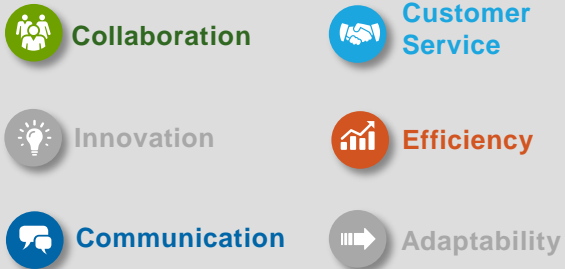 Collaboration
Customer
Service
Innovation
Efficiency
Communication
Adaptability